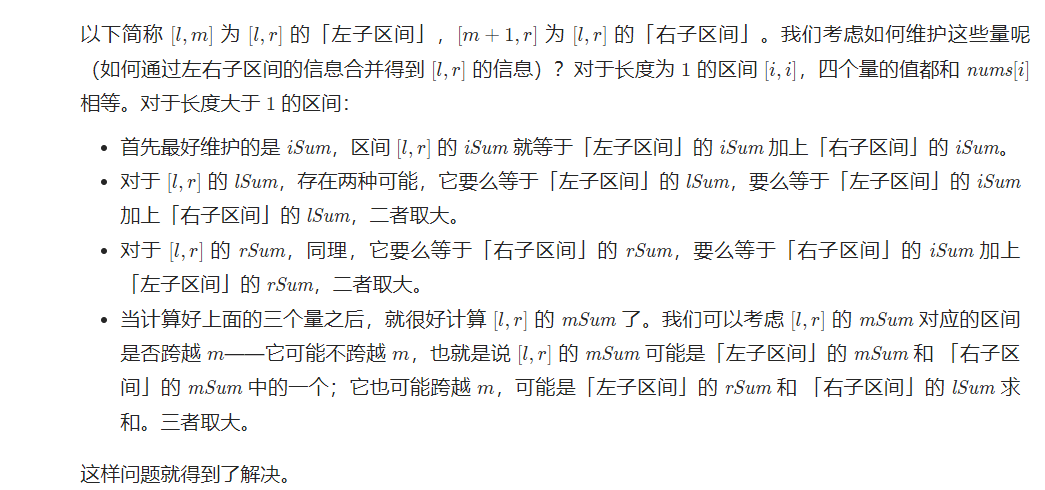 以下简称 [l, m] 为 [l, r] 的「左子区间」，[m + 1, r] 为 [l, r] 的「右子区间」。我们考虑如何维护这些量呢
（如何通过左右子区间的信息合并得到 [l, r] 的信息）？对于长度为 1 的区间 [i, i]，四个量的值都和 nums[i]
相等。对于长度大于 1 的区间：
• 首先最好维护的是 iSum，区间 [l, r] 的 iSum 就等于「左子区间」的 iSum 加上「右子区间」的 iSum。
• 对于 [l, r] 的 lSum，存在两种可能，它要么等于「左子区间」的 lSum，要么等于「左子区间」的 iSum
加上「右子区间」的 lSum，二者取大。
• 对于 [l, r] 的 rSum，同理，它要么等于「右子区间」的 rSum，要么等于「右子区间」的 iSum 加上
「左子区间」的 rSum，二者取大。
• 当计算好上面的三个量之后，就很好计算 [l, r] 的 mSum 了。我们可以考虑 [l, r] 的 mSum 对应的区间
是否跨越 m——它可能不跨越 m，也就是说 [l, r] 的 mSum 可能是「左子区间」的 mSum 和 「右子区
间」的 mSum 中的一个；它也可能跨越 m，可能是「左子区间」的 rSum 和 「右子区间」的 lSum 求
和。三者取大。
这样问题就得到了解决。